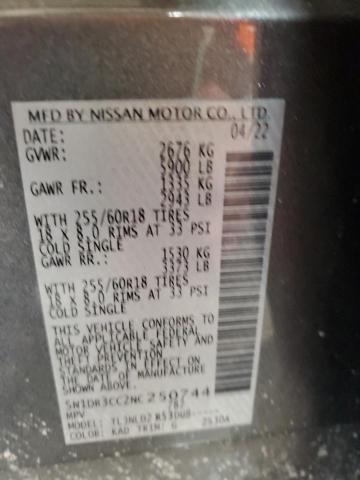 MFD BY NISSAN MOTOR CO., LTD.
DATE: 04/22
GVWR: 2676 KG
5900 LB
GAWR FR.: 1335 KG
2943 LB
WITH 255/60R18 TIRES
18 X 8.0 RIMS AT 33 PSI
COLD SINGLE
GAWR RR.: 1530 KG
3373 LB
WITH 255/60R18 TIRES
18 X 8.0 RIMS AT 33 PSI
COLD SINGLE
THIS VEHICLE CONFORMS TO
ALL APPLICABLE FEDERAL
MOTOR VEHICLE SAFETY AND
THEFT PREVENTION
STANDARDS IN EFFECT ON
THE DATE OF MANUFACTURE
SHOWN ABOVE.
5N1DR3CC2NC250744
MPV
MODEL:
COLOR: KAD TRIM: G